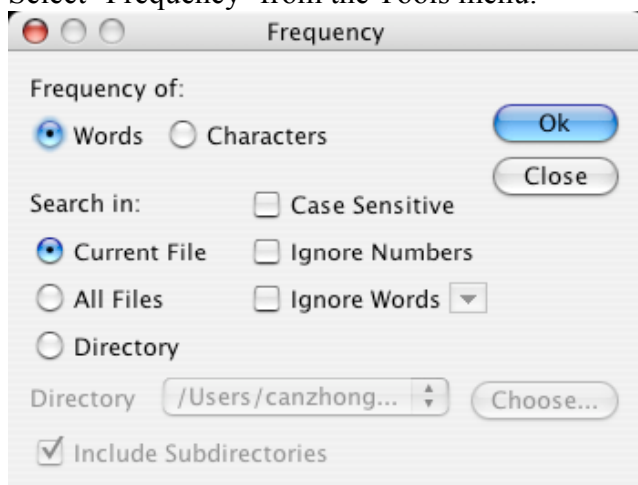 Select "Frequency" from the Tools menu.
Frequency
Frequency of:
Words Characters
Ok
Close
Search in: Case Sensitive
Current File Ignore Numbers
All Files Ignore Words
Directory
Directory /Users/canzhong... Choose...
Include Subdirectories